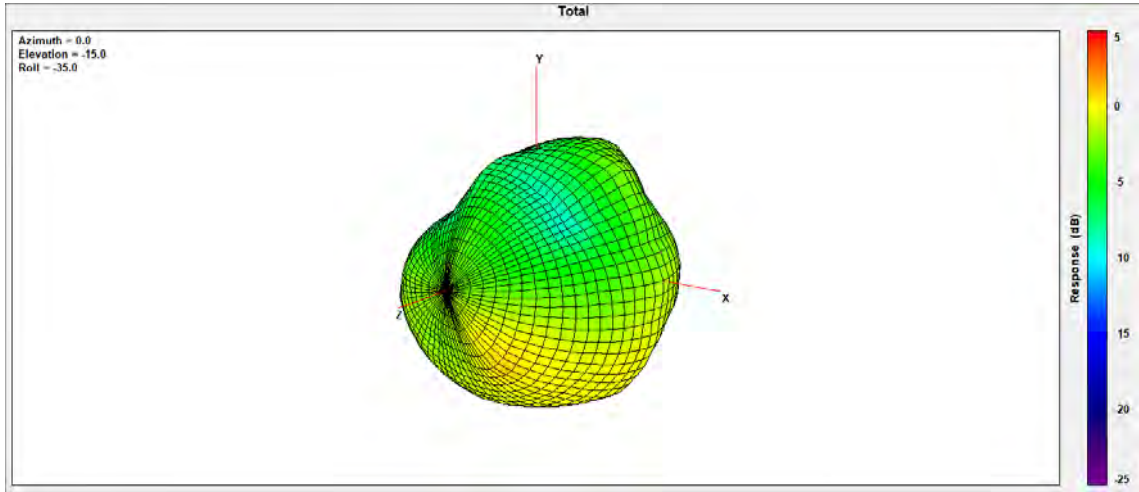 Total
Azimuth = 0.0
Elevation = -15.0
Roll = -35.0
Y
X
Z
5
0
-5
10
15
-20
-25
Response (dB)